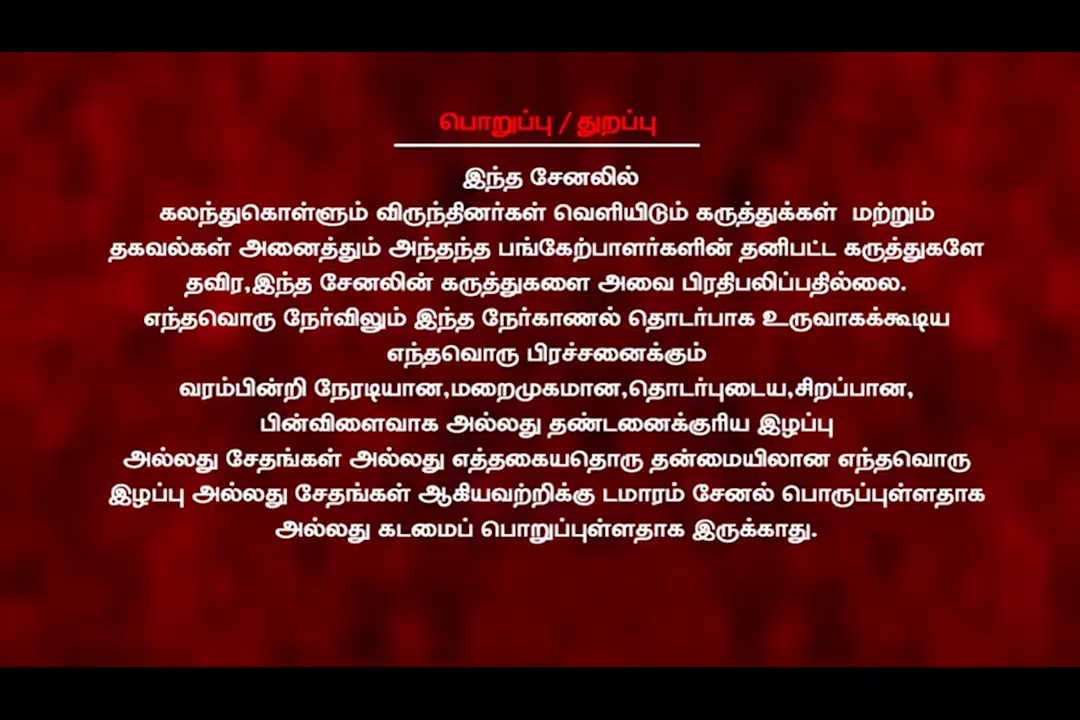 பொறுப்பு / துறப்பு
இந்த சேனலில்
கலந்துகொள்ளும் விருந்தினர்கள் வெளியிடும் கருத்துக்கள் மற்றும்
தகவல்கள் அனைத்தும் அந்தந்த பங்கேற்பாளர்களின் தனிபட்ட கருத்துகளே
தவிர,இந்த சேனலின் கருத்துகளை அவை பிரதிபலிப்பதில்லை.
எந்தவொரு நேர்விலும் இந்த நேர்காணல் தொடர்பாக உருவாகக்கூடிய
எந்தவொரு பிரச்சனைக்கும்
வரம்பின்றி நேரடியான,மறைமுகமான,தொடர்புடைய,சிறப்பான,
பின்விளைவாக அல்லது தண்டனைக்குரிய இழப்பு
அல்லது சேதங்கள் அல்லது எத்தகையதொரு தன்மையிலான எந்தவொரு
இழப்பு அல்லது சேதங்கள் ஆகியவற்றிக்கு டமாரம் சேனல் பொருப்புள்ளதாக
அல்லது கடமைப் பொறுப்புள்ளதாக இருக்காது.